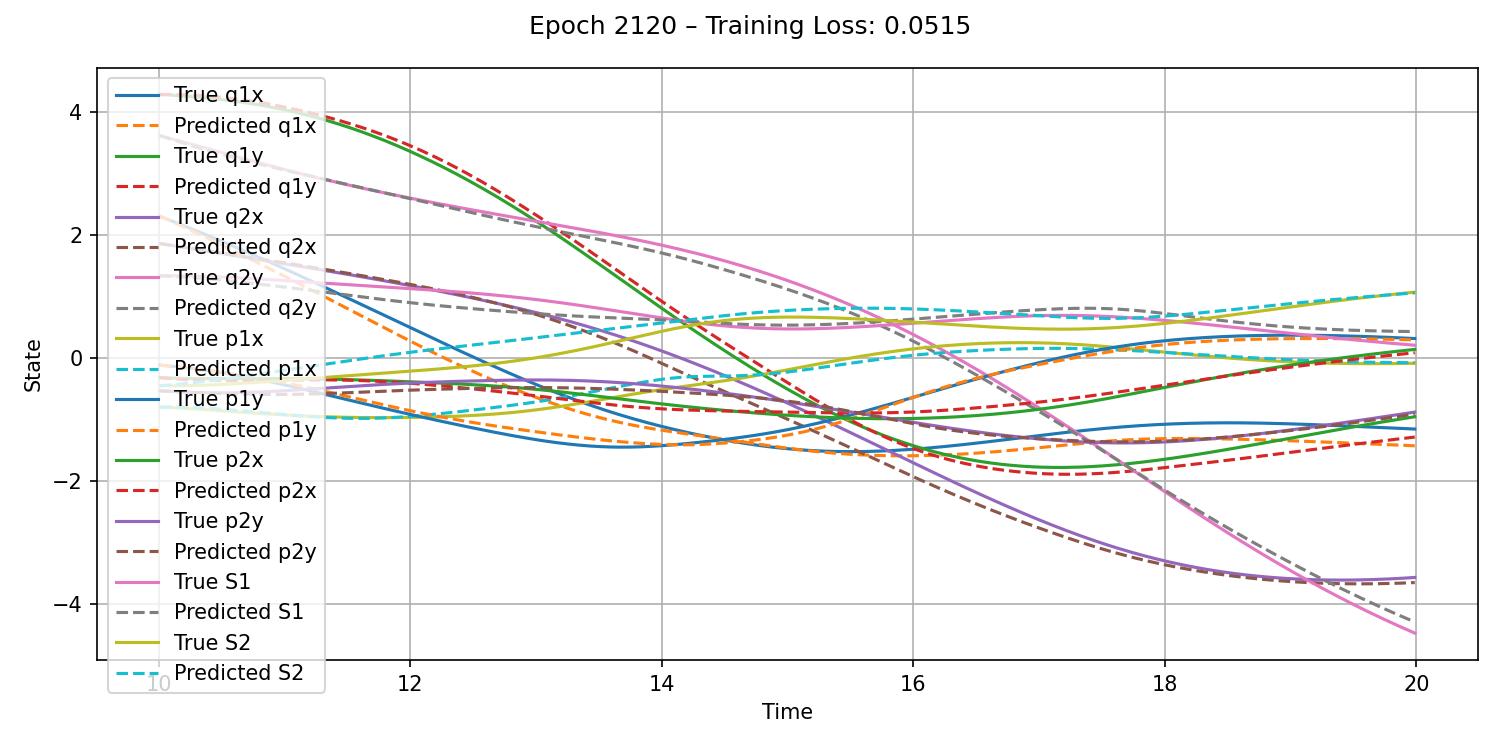 Epoch 2120 – Training Loss: 0.0515
State
4
2
0
−2
−4
True q1x
Predicted q1x
True q1y
Predicted q1y
True q2x
Predicted q2x
True q2y
Predicted q2y
True p1x
Predicted p1x
True p1y
Predicted p1y
True p2x
Predicted p2x
True p2y
Predicted p2y
True S1
Predicted S1
True S2
Predicted S2
10 12 14 16 18 20
Time